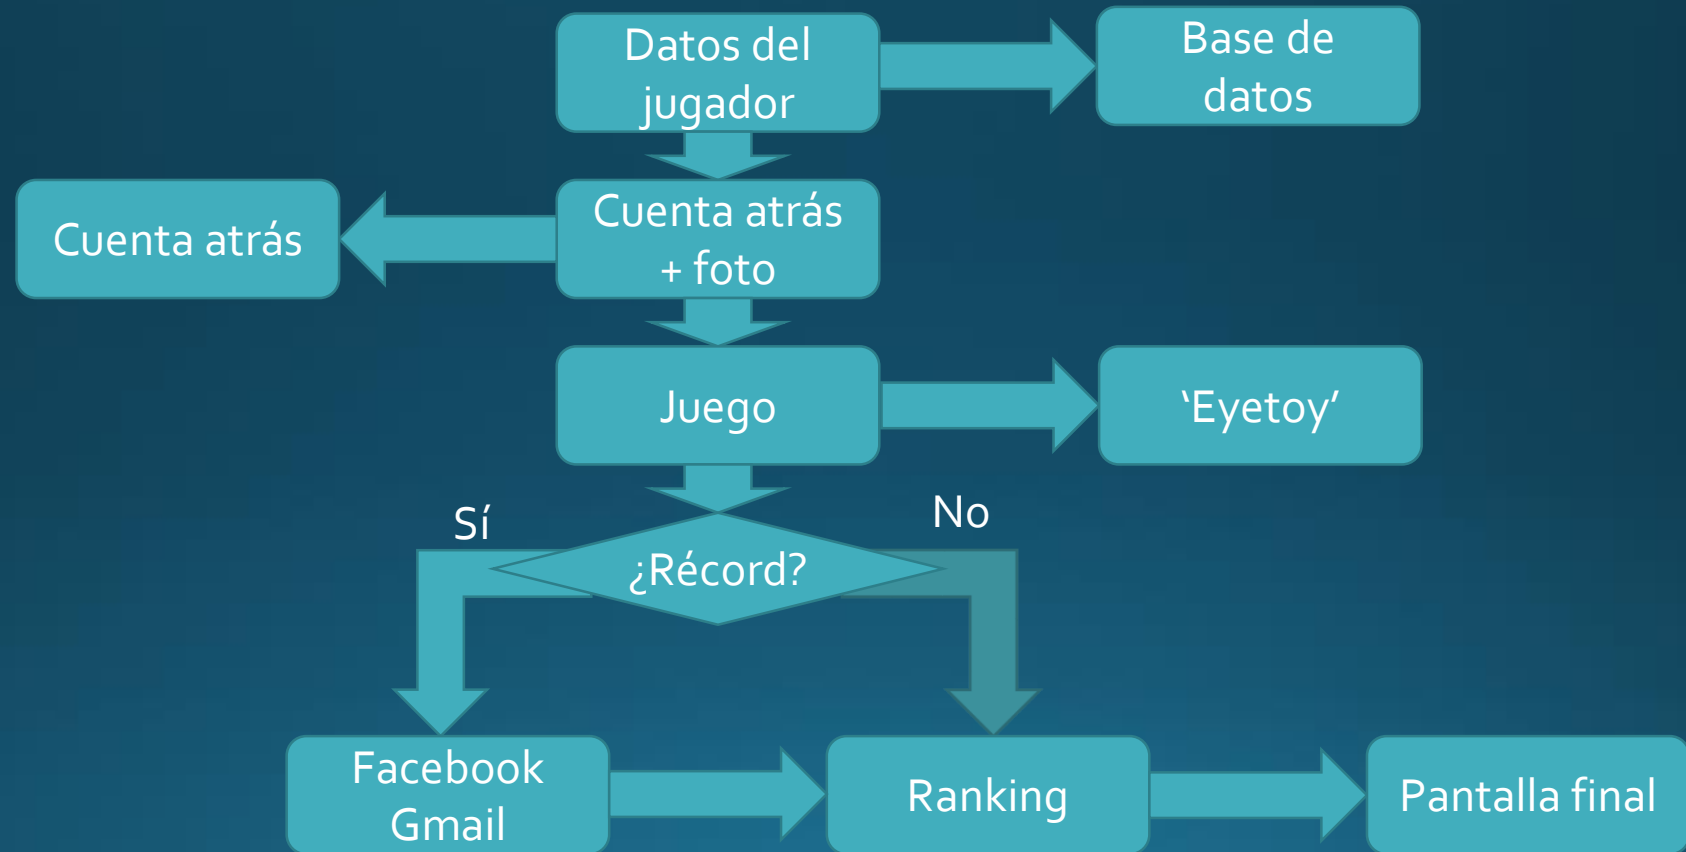 Datos del
jugador
Base de
datos
Cuenta atrás
Cuenta atrás
+ foto
Juego
‘Eyetoy’
Sí
No
¿Récord?
Facebook
Gmail
Ranking
Pantalla final